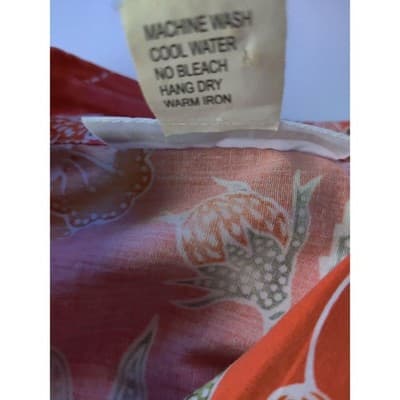 MACHINE WASH
COOL WATER
NO BLEACH
HANG DRY
WARM IRON